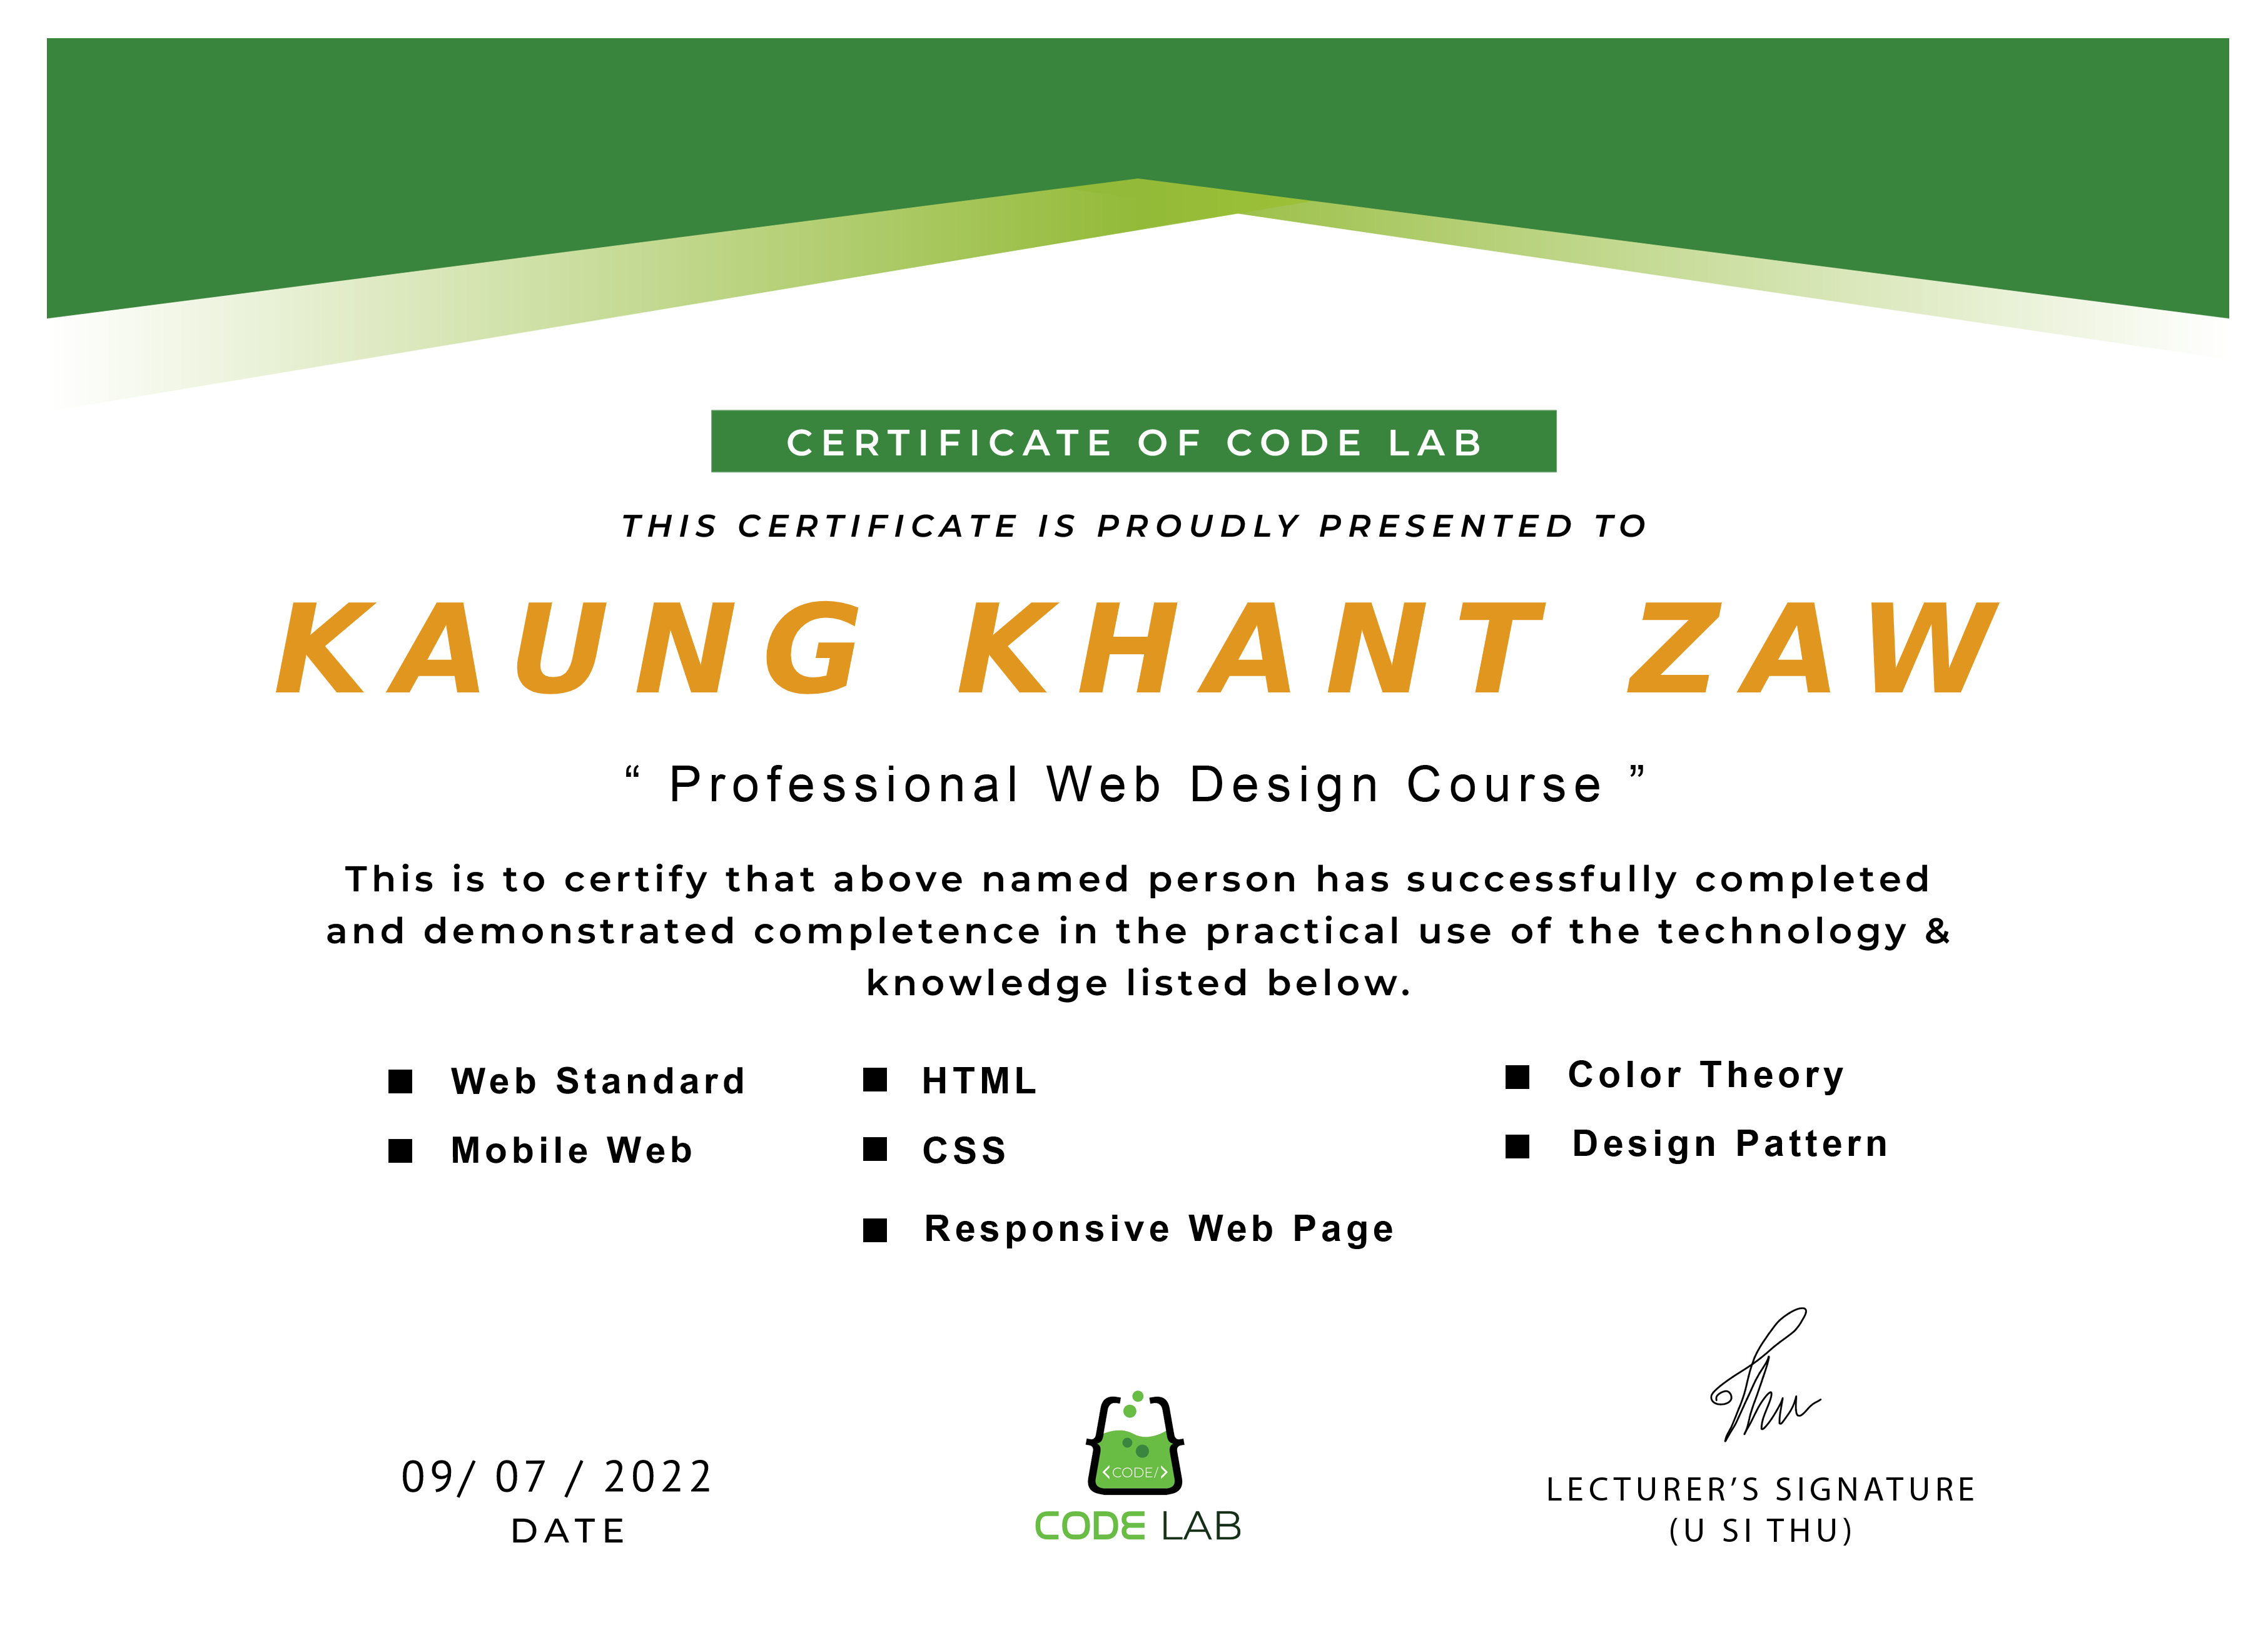 CERTIFICATE OF CODE LAB
THIS CERTIFICATE IS PROUDLY PRESENTED TO
KAUNG KHANT ZAW
“ Professional Web Design Course ”
This is to certify that above named person has successfully completed
and demonstrated completence in the practical use of the technology &
knowledge listed below.
■ Web Standard
■ Mobile Web
■ HTML
■ CSS
■ Responsive Web Page
■ Color Theory
■ Design Pattern
09/ 07 / 2022
DATE
<CODE/>
CODE LAB
Thu
LECTURER’S SIGNATURE
(U SI THU)